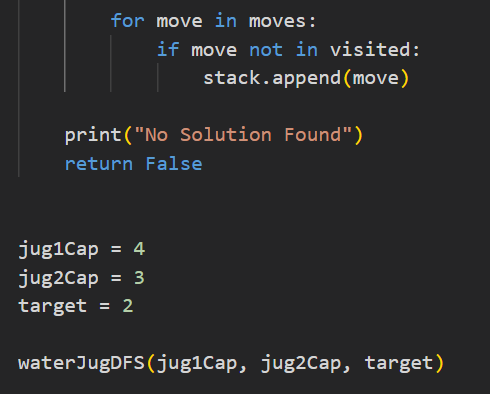 for move in moves:
if move not in visited:
stack.append(move)
print("No Solution Found")
return False
jug1Cap = 4
jug2Cap = 3
target = 2
waterJugDFS(jug1Cap, jug2Cap, target)